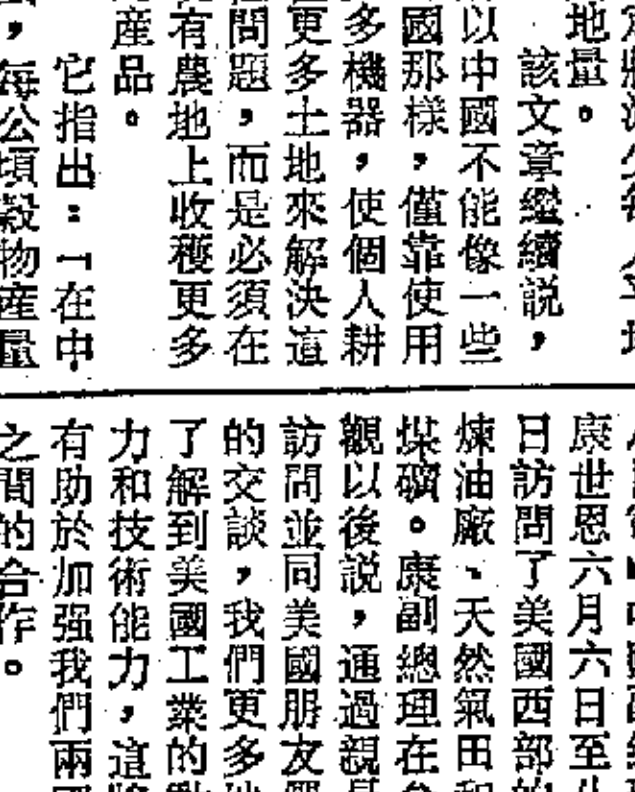 地量。
該文章繼續説，
以中國不能像一些
國那樣，僅靠使用
多機器，使個人耕
更多土地來解決這
問題，而是必須在
有農地上收穫更多
產品。
它指出：「在中
，每公頃穀物産量
康世恩六月六日至
日訪問了美國西部的
煉油廠、天然氣田和
煤礦。康副總理在
觀以後説，通過親
訪問並同美國朋友
的交談，我們更多
了解到美國工業的
力和技術能力，這
有助於加强我們兩國
之間的合作。